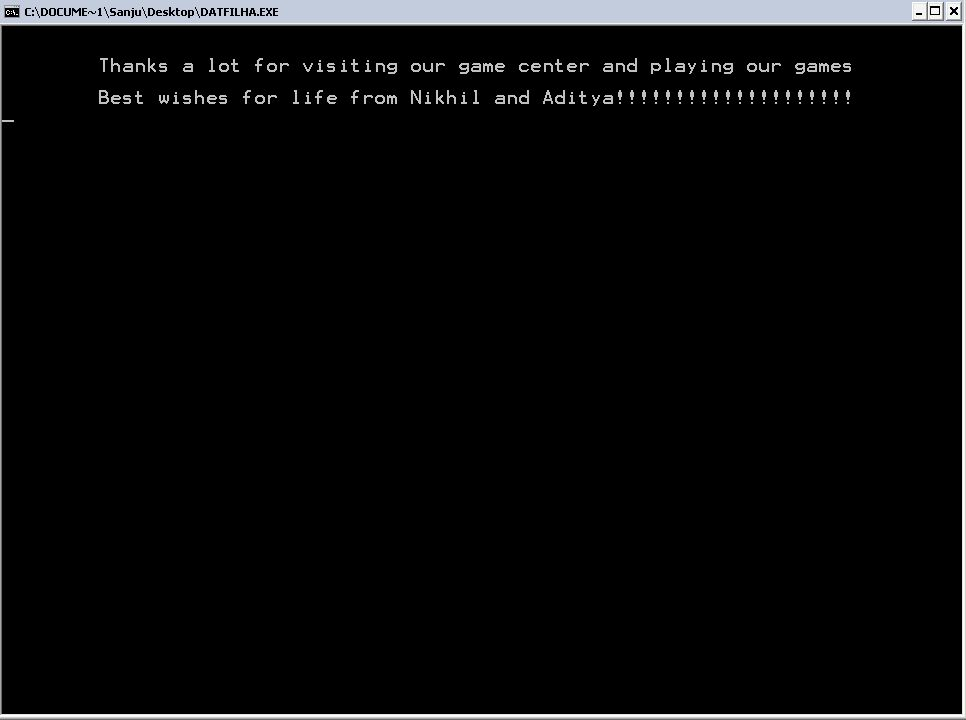 C:\DOCUME~1\Sanju\Desktop\DATFILHA.EXE
Thanks a lot for visiting our game center and playing our games
Best wishes for life from Nikhil and Aditya!!!!!!!!!!!!!!!!!!!!